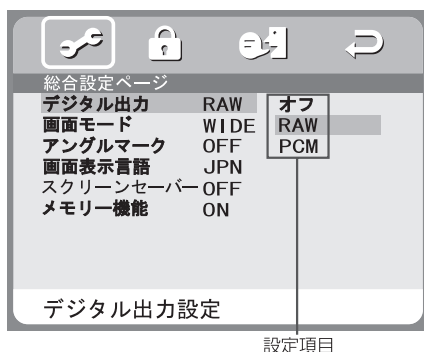 総合設定ページ
デジタル出力 RAW オフ
画面モード WIDE RAW
アングルマーク OFF PCM
画面表示言語 JPN
スクリーンセーバー OFF
メモリー機能 ON
デジタル出力設定
設定項目